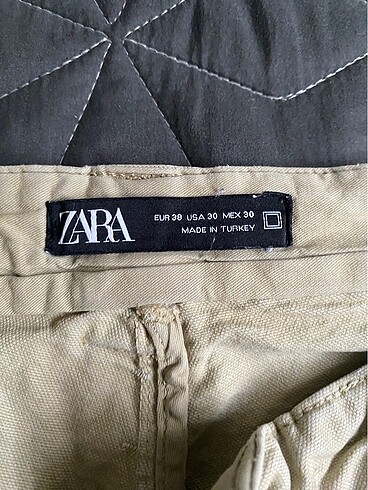 ZARA
EUR 38 USA 30 MEX 30
MADE IN TURKEY